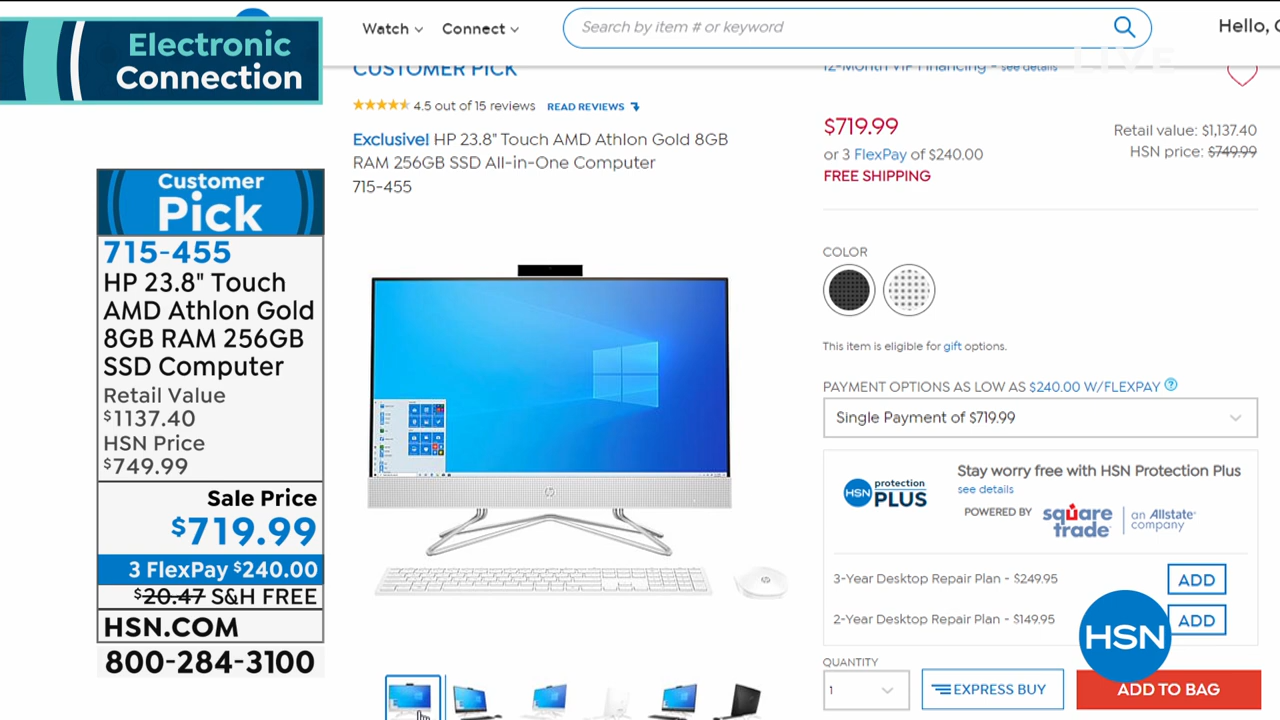 Electronic
Connection
Watch
Connect
Search by item # or keyword
Hello,
LIVE
CUSTOMER PICK
12-Month VIP Financing - see details
4.5 out of 15 reviews
READ REVIEWS
$719.99
Retail value: $1,137.40
or 3 FlexPay of $240.00
HSN price: $749.99
FREE SHIPPING
Exclusive! HP 23.8" Touch AMD Athlon Gold 8GB
RAM 256GB SSD All-in-One Computer
715-455
Customer
Pick
715-455
HP 23.8" Touch
AMD Athlon Gold
8GB RAM 256GB
SSD Computer
Retail Value
$1137.40
HSN Price
$749.99
Sale Price
$719.99
3 FlexPay $240.00
$20.47 S&H FREE
HSN.COM
800-284-3100
hp
COLOR
This item is eligible for gift options.
PAYMENT OPTIONS AS LOW AS $240.00 W/FLEXPAY ?
Single Payment of $719.99
HSN protection PLUS
Stay worry free with HSN Protection Plus
see details
POWERED BY square trade | an Allstate company
3-Year Desktop Repair Plan - $249.95
ADD
2-Year Desktop Repair Plan - $149.95
ADD
HSN
QUANTITY
1
EXPRESS BUY
ADD TO BAG